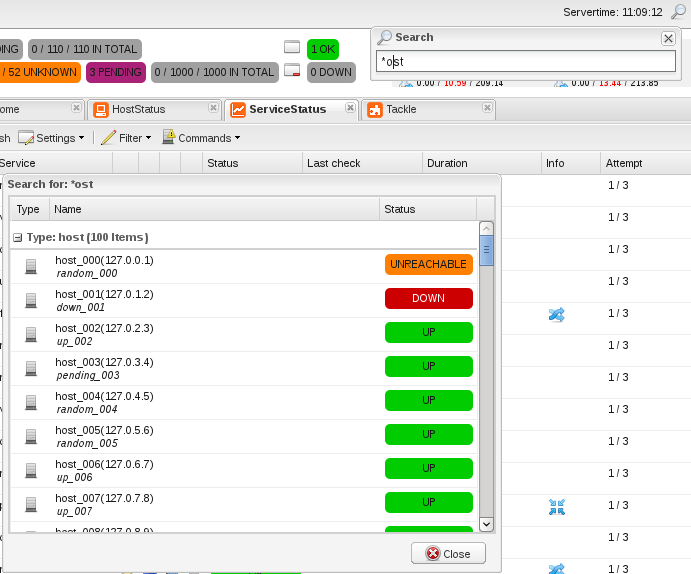 Servertime: 11:09:12
Search
*ost
0 / 110 / 110 IN TOTAL
1 OK
/ 52 UNKNOWN
3 PENDING
0 / 1000 / 1000 IN TOTAL
0 DOWN
0.00 / 10.59 / 209.14
0.00 / 13.44 / 213.85
HostStatus
ServiceStatus
Tackle
Settings
Filter
Commands
Service
Status
Last check
Duration
Info
Attempt
Search for: *ost
Type
Name
Status
Type: host (100 Items)
host_000(127.0.0.1)
random_000
UNREACHABLE
host_001(127.0.1.2)
down_001
DOWN
host_002(127.0.2.3)
up_002
UP
host_003(127.0.3.4)
pending_003
UP
host_004(127.0.4.5)
random_004
UP
host_005(127.0.5.6)
random_005
UP
host_006(127.0.6.7)
up_006
UP
host_007(127.0.7.8)
up_007
UP
host_008(127.0.8.9)
1 / 3
1 / 3
1 / 3
1 / 3
1 / 3
1 / 3
1 / 3
1 / 3
1 / 3
1 / 3
1 / 3
1 / 3
1 / 3
Close